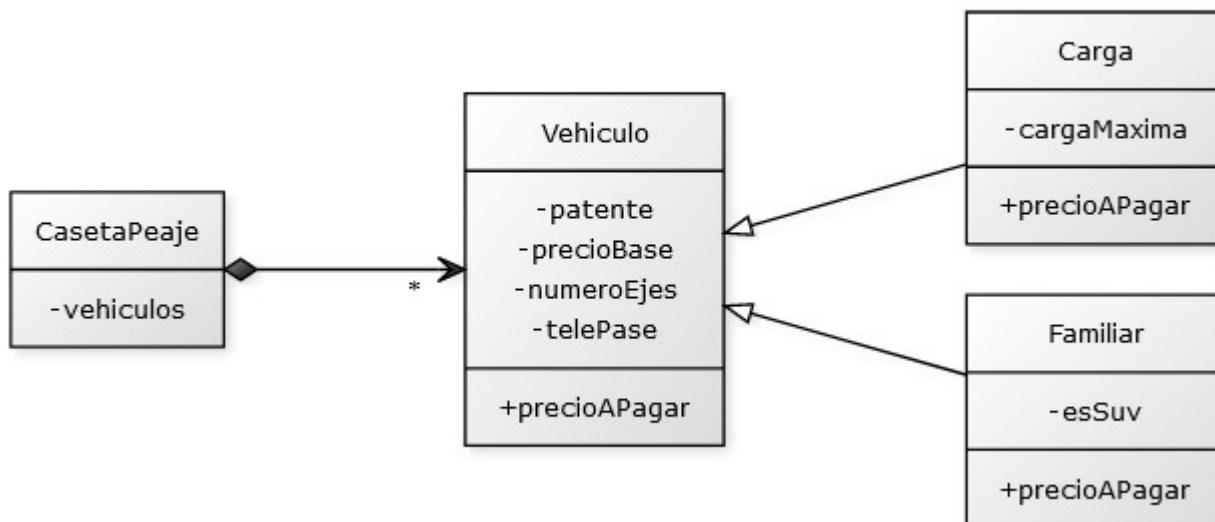 CasetaPeaje
-vehiculos
*
Vehiculo
-patente
-precioBase
-numeroEjes
-telePase
+precioAPagar
Carga
-cargaMaxima
+precioAPagar
Familiar
-esSuv
+precioAPagar